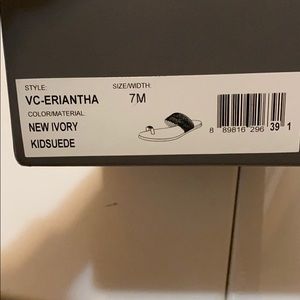 STYLE: SIZE/WIDTH:
VC-ERIANTHA 7M
COLOR/MATERIAL:
NEW IVORY
KIDSUEDE
8 89816 296 39 1